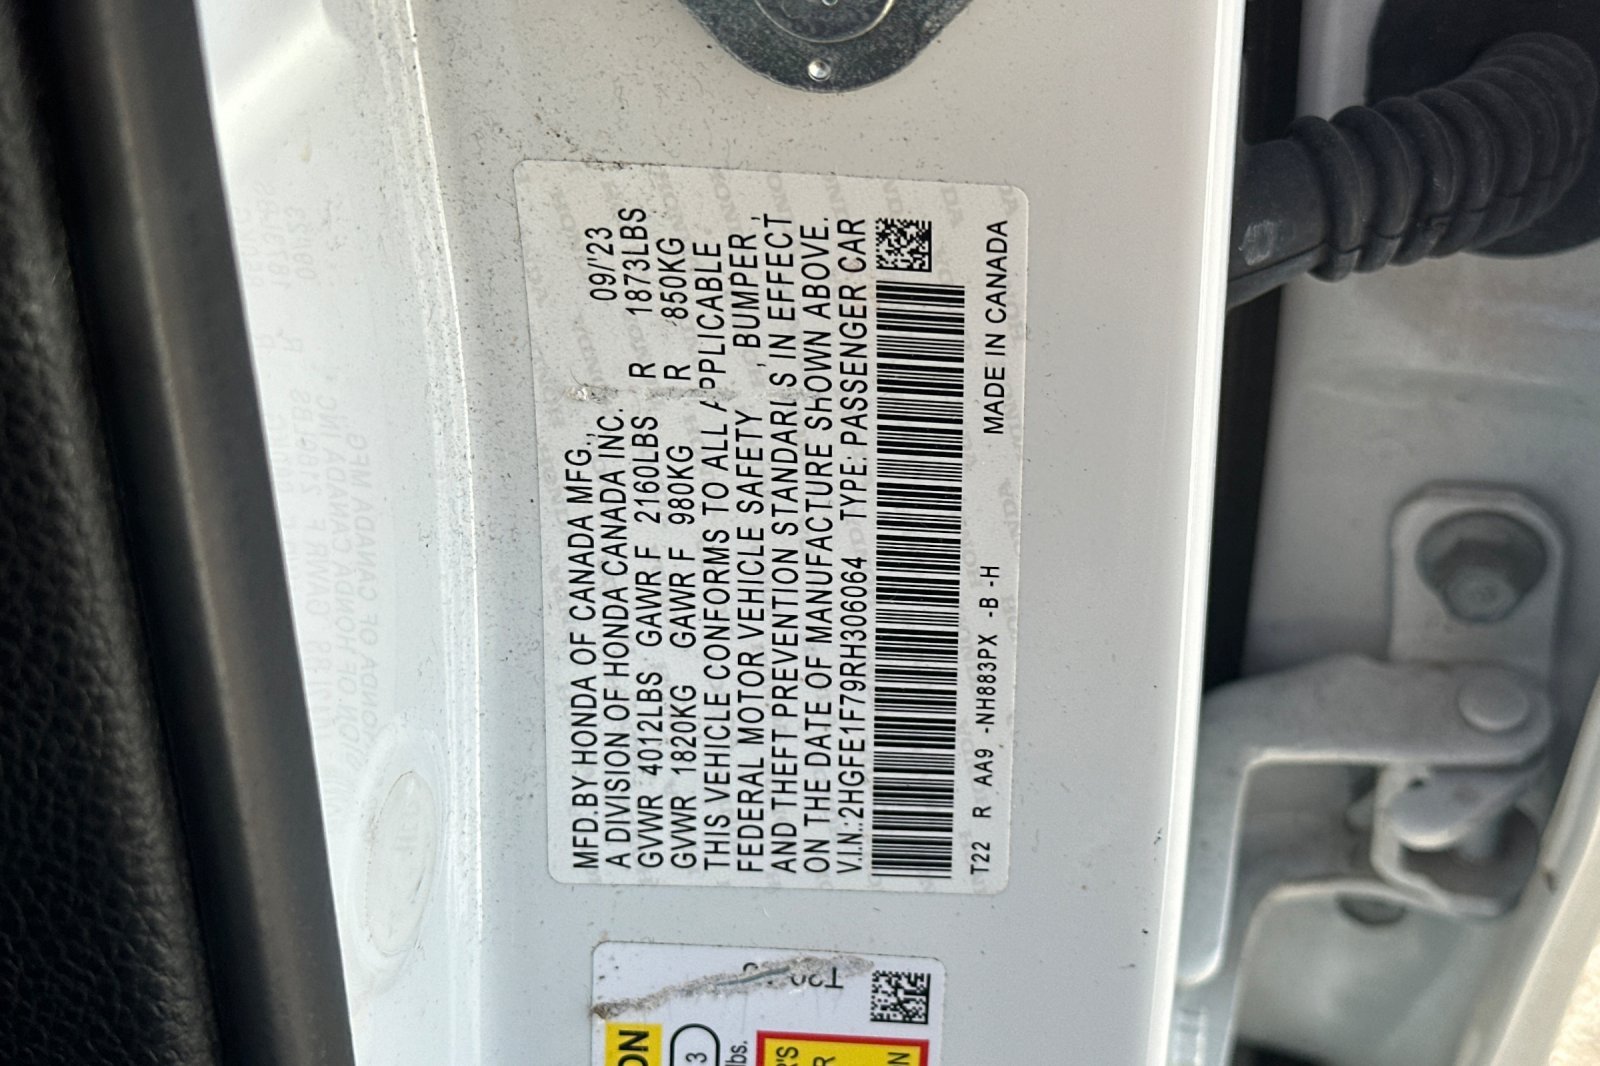 MFD.BY HONDA OF CANADA MFG., 09/'23
A DIVISION OF HONDA CANADA INC.
GVWR 4012LBS GAWR F 2160LBS R 1873LBS
GVWR 1820KG GAWR F 980KG R 850KG
THIS VEHICLE CONFORMS TO ALL APPLICABLE
FEDERAL MOTOR VEHICLE SAFETY , BUMPER ,
AND THEFT PREVENTION STANDARDS IN EFFECT
ON THE DATE OF MANUFACTURE SHOWN ABOVE.
V.I.N.:2HGFE1F79RH306064 TYPE: PASSENGER CAR
T22 R AA9 -NH883PX -B -H MADE IN CANADA
3
lbs.